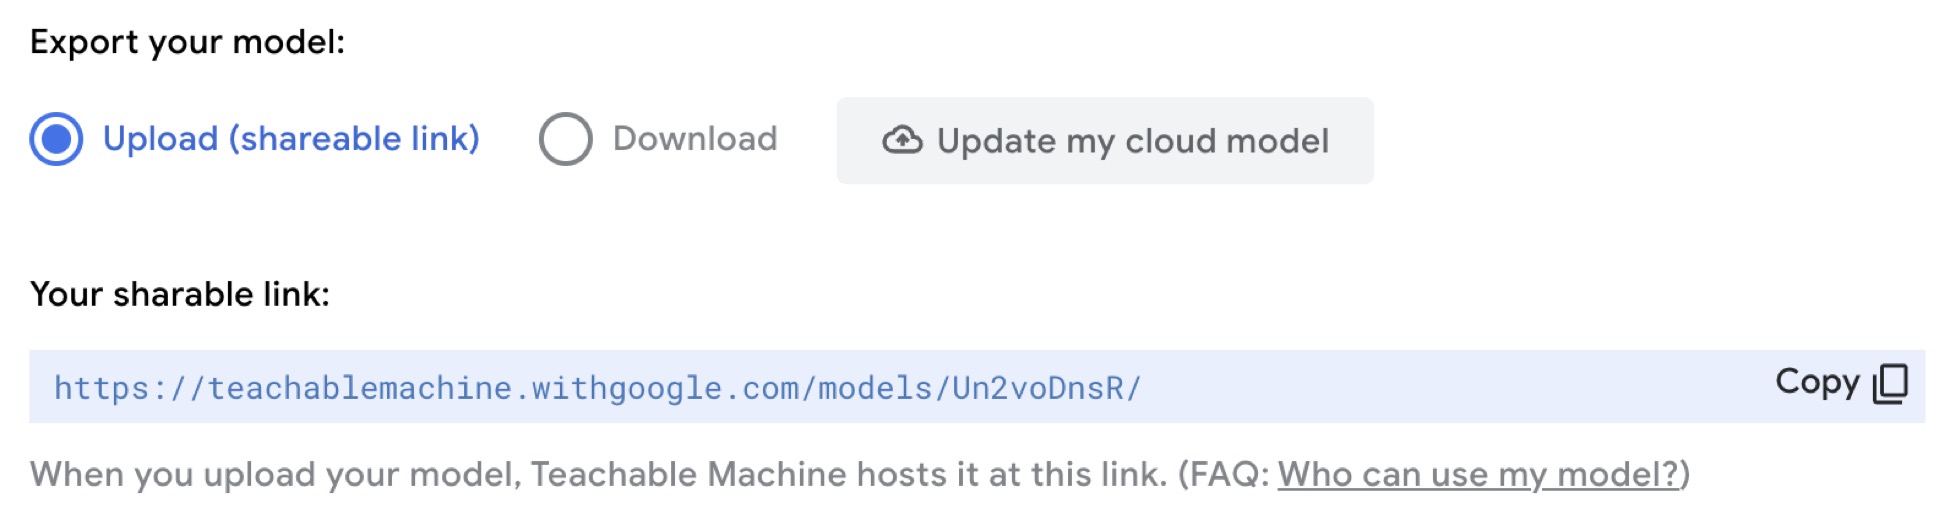 Export your model:
Upload (shareable link) Download Update my cloud model
Your sharable link:
https://teachablemachine.withgoogle.com/models/Un2voDnsR/ Copy
When you upload your model, Teachable Machine hosts it at this link. (FAQ: Who can use my model?)